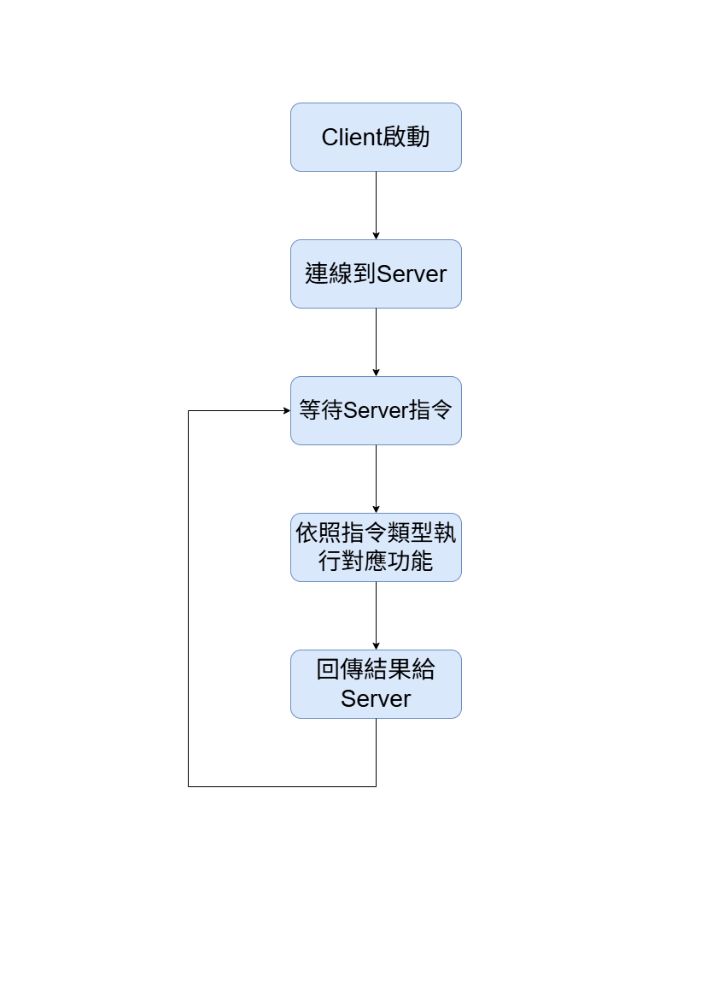 Client啟動
連線到Server
等待Server指令
依照指令類型執
行對應功能
回傳結果給
Server